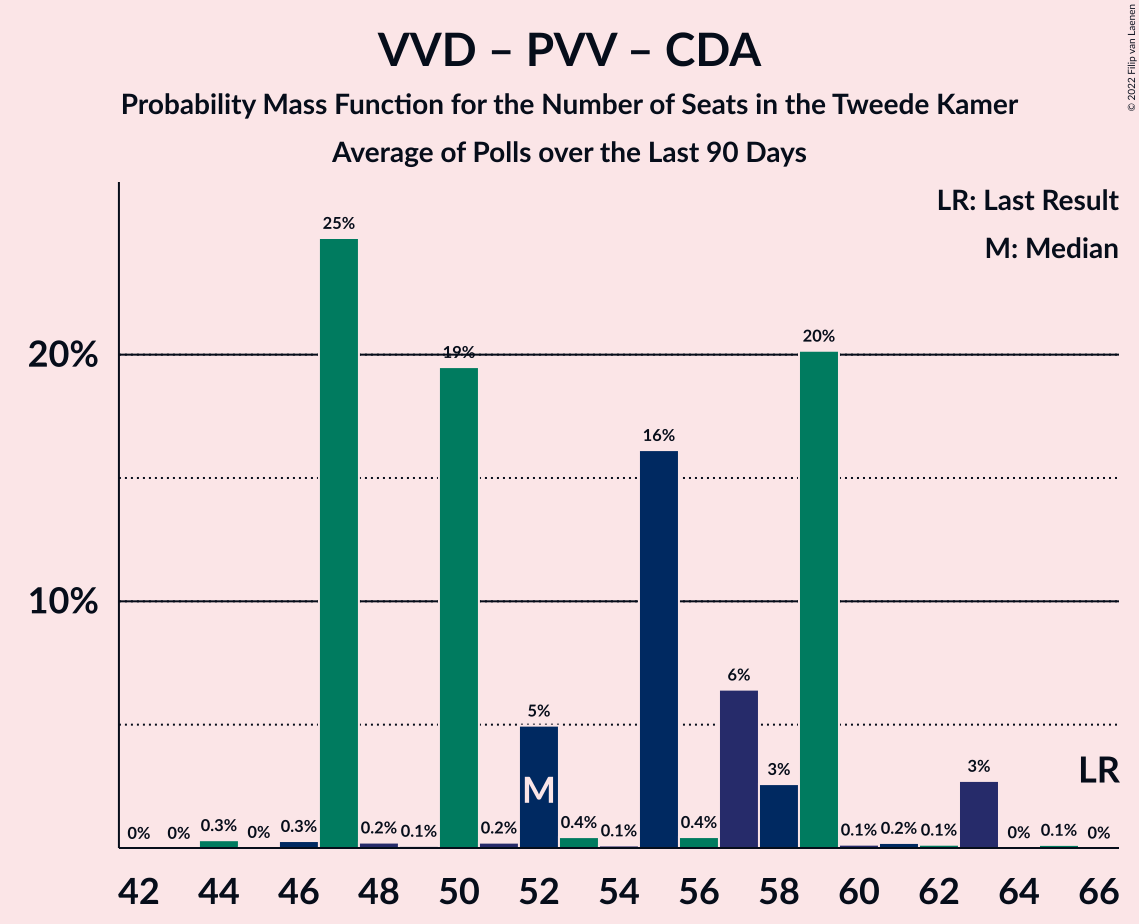 VVD – PVV – CDA
Probability Mass Function for the Number of Seats in the Tweede Kamer
Average of Polls over the Last 90 Days
© 2022 Filip van Laenen
LR: Last Result
M: Median
25%
20%
19%
20%
16%
10%
6%
5%
3%
3%
LR
M
0% 0% 0.3% 0% 0.3% 0.2% 0.1% 0.2% 0.4% 0.1% 0.4% 0.1% 0.2% 0.1% 0% 0.1% 0%
42 44 46 48 50 52 54 56 58 60 62 64 66